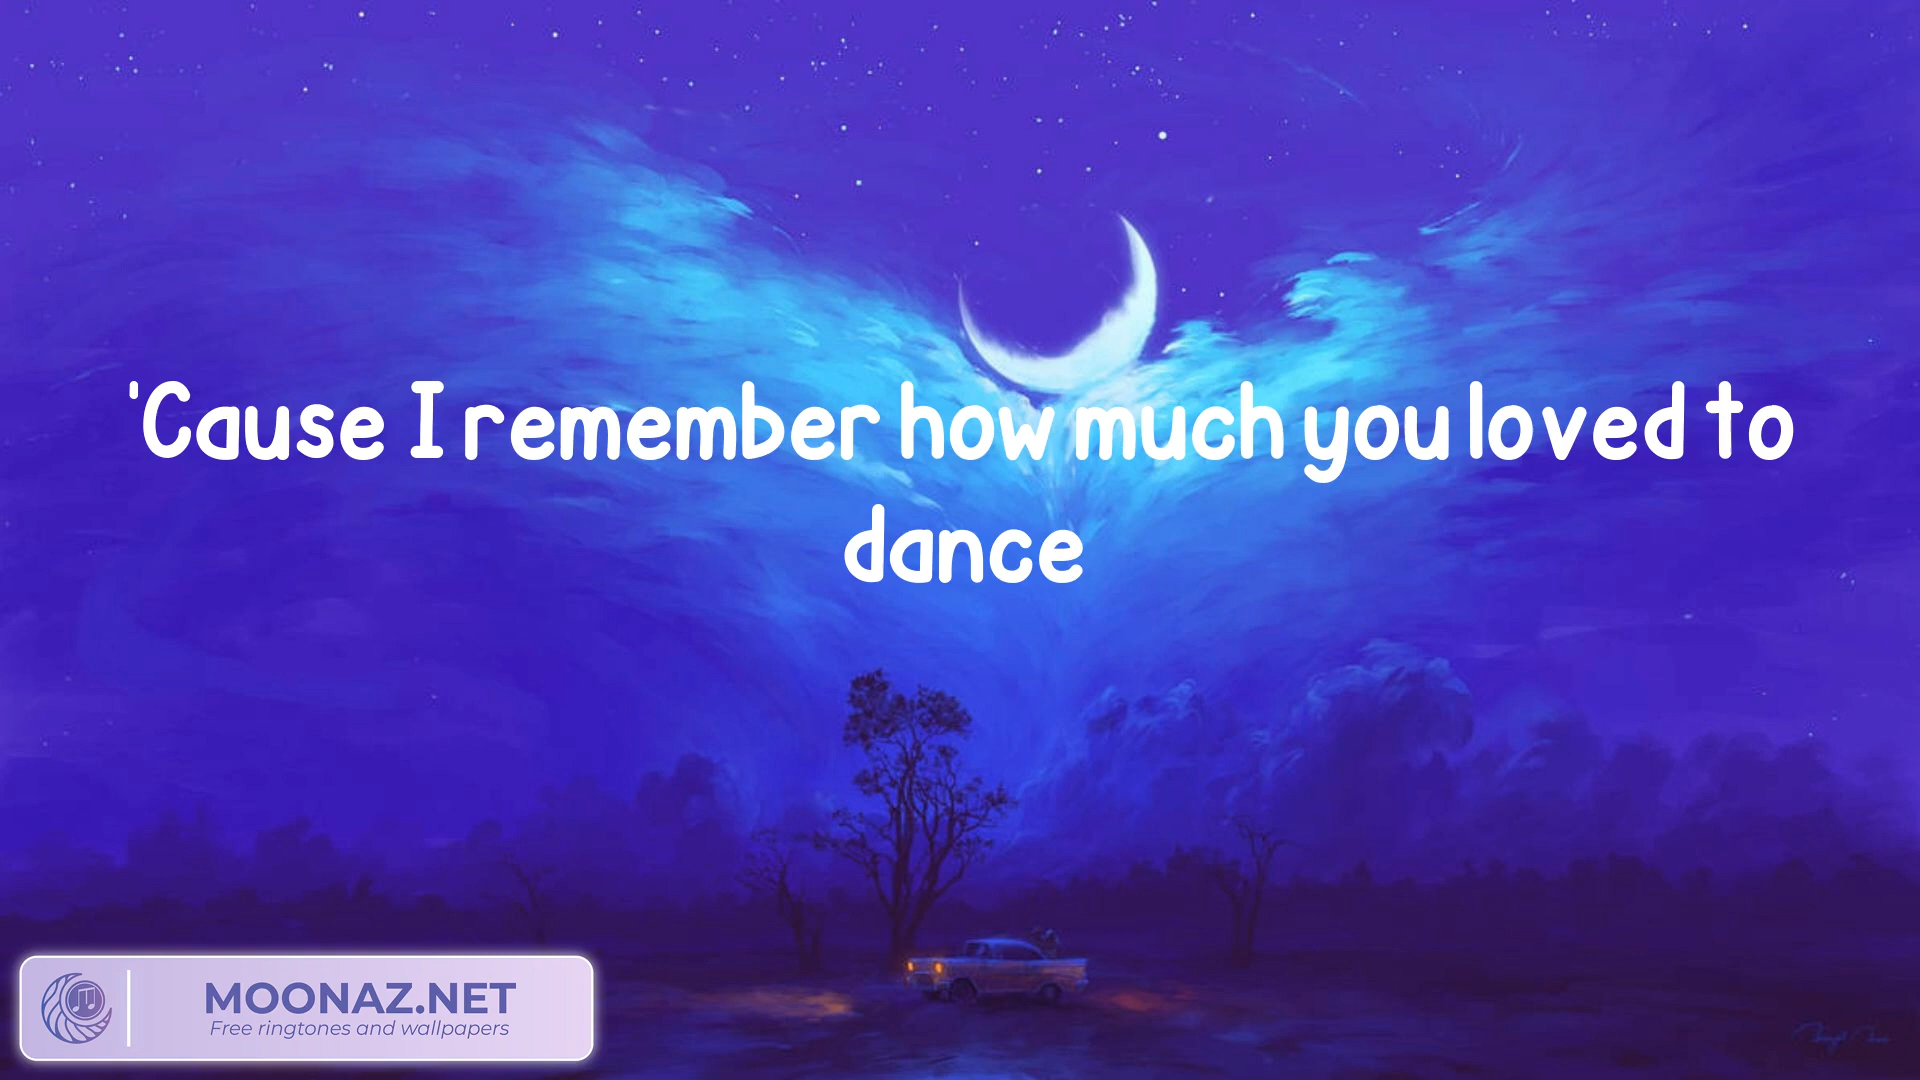 'Cause I remember how much you loved to
dance
MOONAZ.NET
Free ringtones and wallpapers